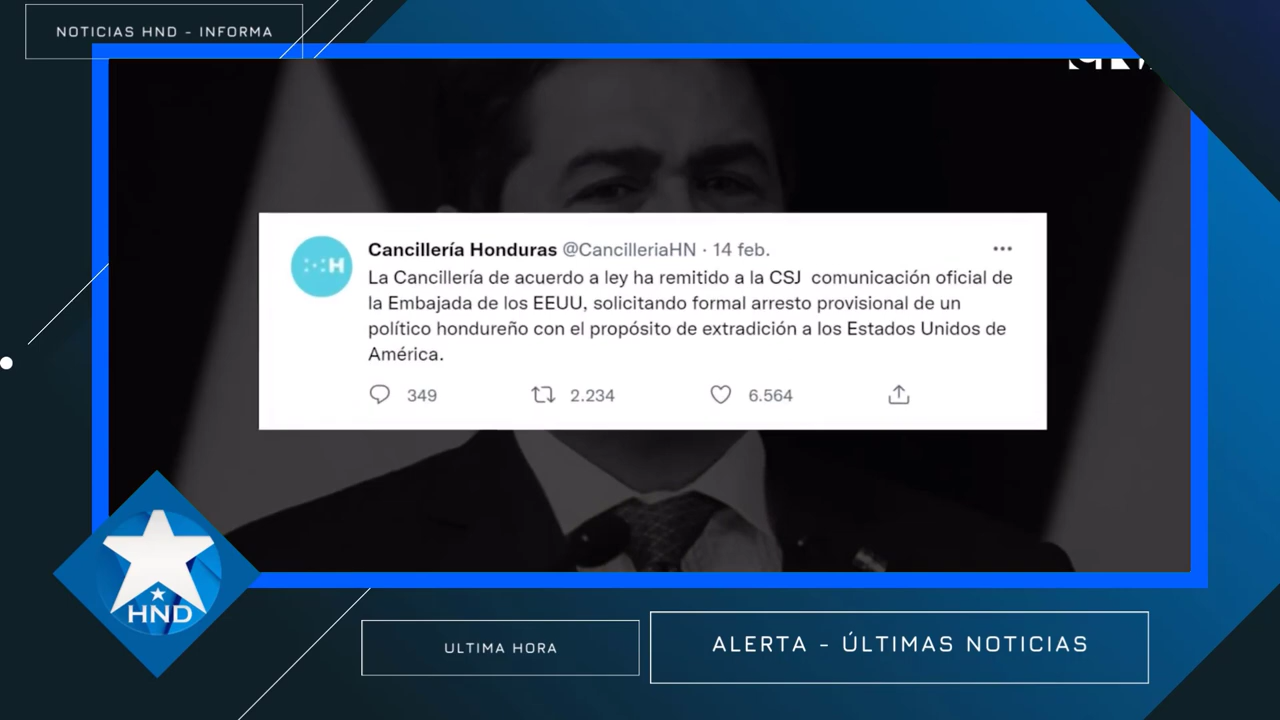 NOTICIAS HND - INFORMA
Cancillería Honduras @CancilleriaHN · 14 feb.
La Cancillería de acuerdo a ley ha remitido a la CSJ comunicación oficial de
la Embajada de los EEUU, solicitando formal arresto provisional de un
político hondureño con el propósito de extradición a los Estados Unidos de
América.
349 2.234 6.564
HND
ULTIMA HORA
ALERTA - ÚLTIMAS NOTICIAS